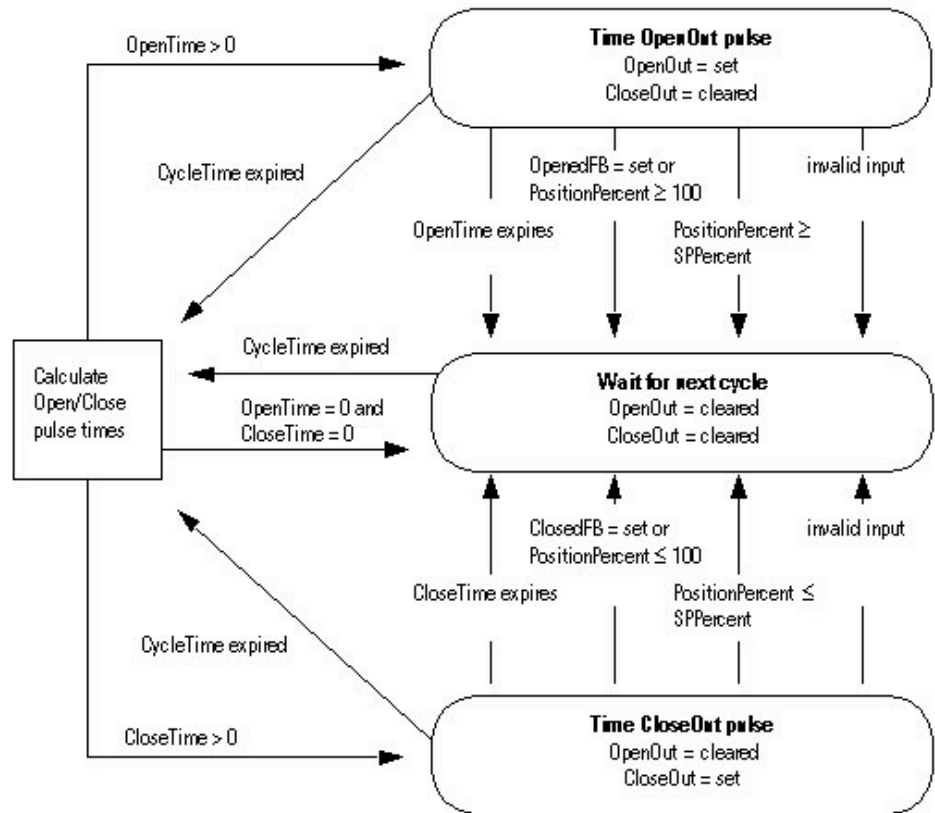 OpenTime > 0
Time OpenOut pulse
OpenOut = set
CloseOut = cleared
CycleTime expired
OpenedFB = set or
PositionPercent ≥ 100
invalid input
OpenTime expires
PositionPercent ≥
SPPercent
Calculate
Open/Close
pulse times
CycleTime expired
OpenTime = 0 and
CloseTime = 0
Wait for next cycle
OpenOut = cleared
CloseOut = cleared
ClosedFB = set or
PositionPercent ≤ 100
invalid input
CloseTime expires
PositionPercent ≤
SPPercent
CycleTime expired
CloseTime > 0
Time CloseOut pulse
OpenOut = cleared
CloseOut = set